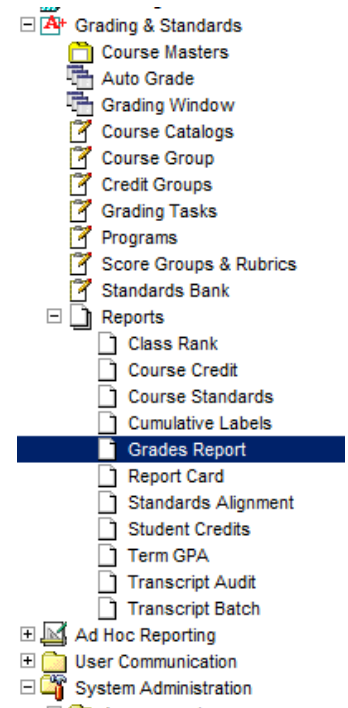 Grading & Standards
Course Masters
Auto Grade
Grading Window
Course Catalogs
Course Group
Credit Groups
Grading Tasks
Programs
Score Groups & Rubrics
Standards Bank
Reports
Class Rank
Course Credit
Course Standards
Cumulative Labels
Grades Report
Report Card
Standards Alignment
Student Credits
Term GPA
Transcript Audit
Transcript Batch
Ad Hoc Reporting
User Communication
System Administration